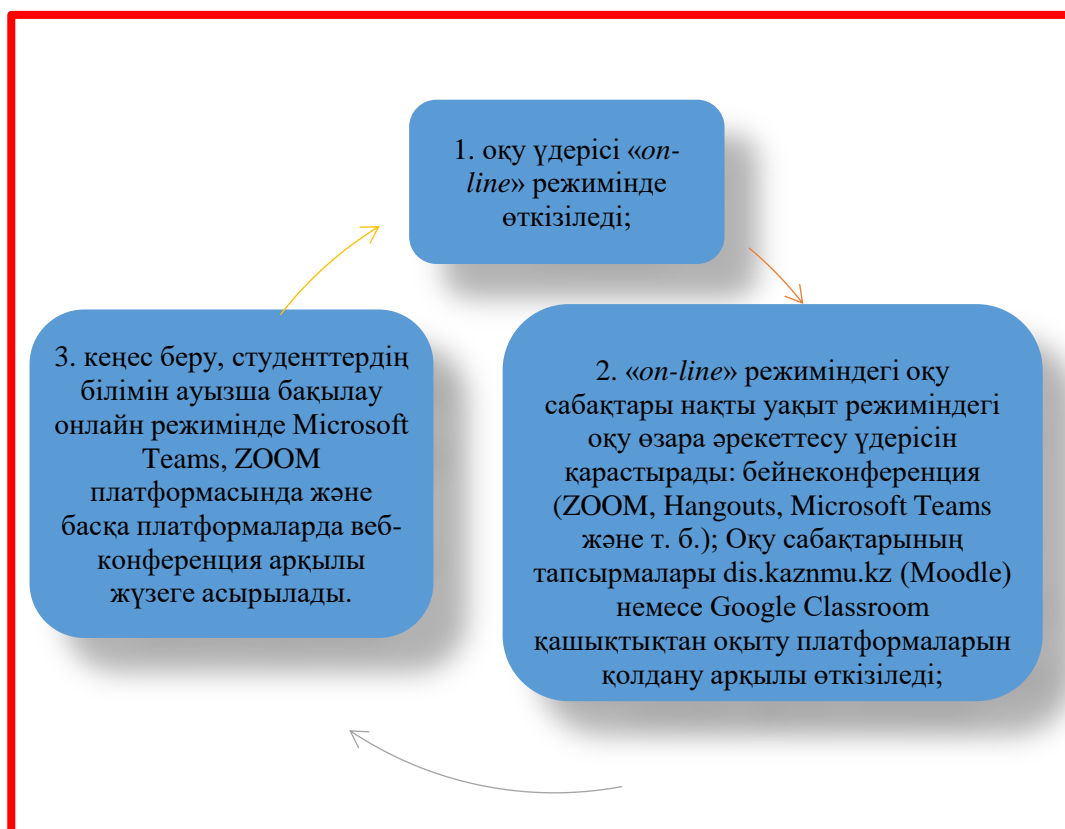 1. оқу үдерісі «on-
line» режимінде
өткізіледі;
2. «on-line» режиміндегі оқу
сабақтары нақты уақыт режиміндегі
оқу өзара әрекеттесу үдерісін
қарастырады: бейнеконференция
(ZOOM, Hangouts, Microsoft Teams
және т. б.); Оқу сабақтарының
тапсырмалары dis.kaznmu.kz (Moodle)
немесе Google Classroom
қашықтықтан оқыту платформаларын
қолдану арқылы өткізіледі;
3. кеңес беру, студенттердің
білімін ауызша бақылау
онлайн режимінде Microsoft
Teams, ZOOM
платформасында және
басқа платформаларда веб-
конференция арқылы
жүзеге асырылады.